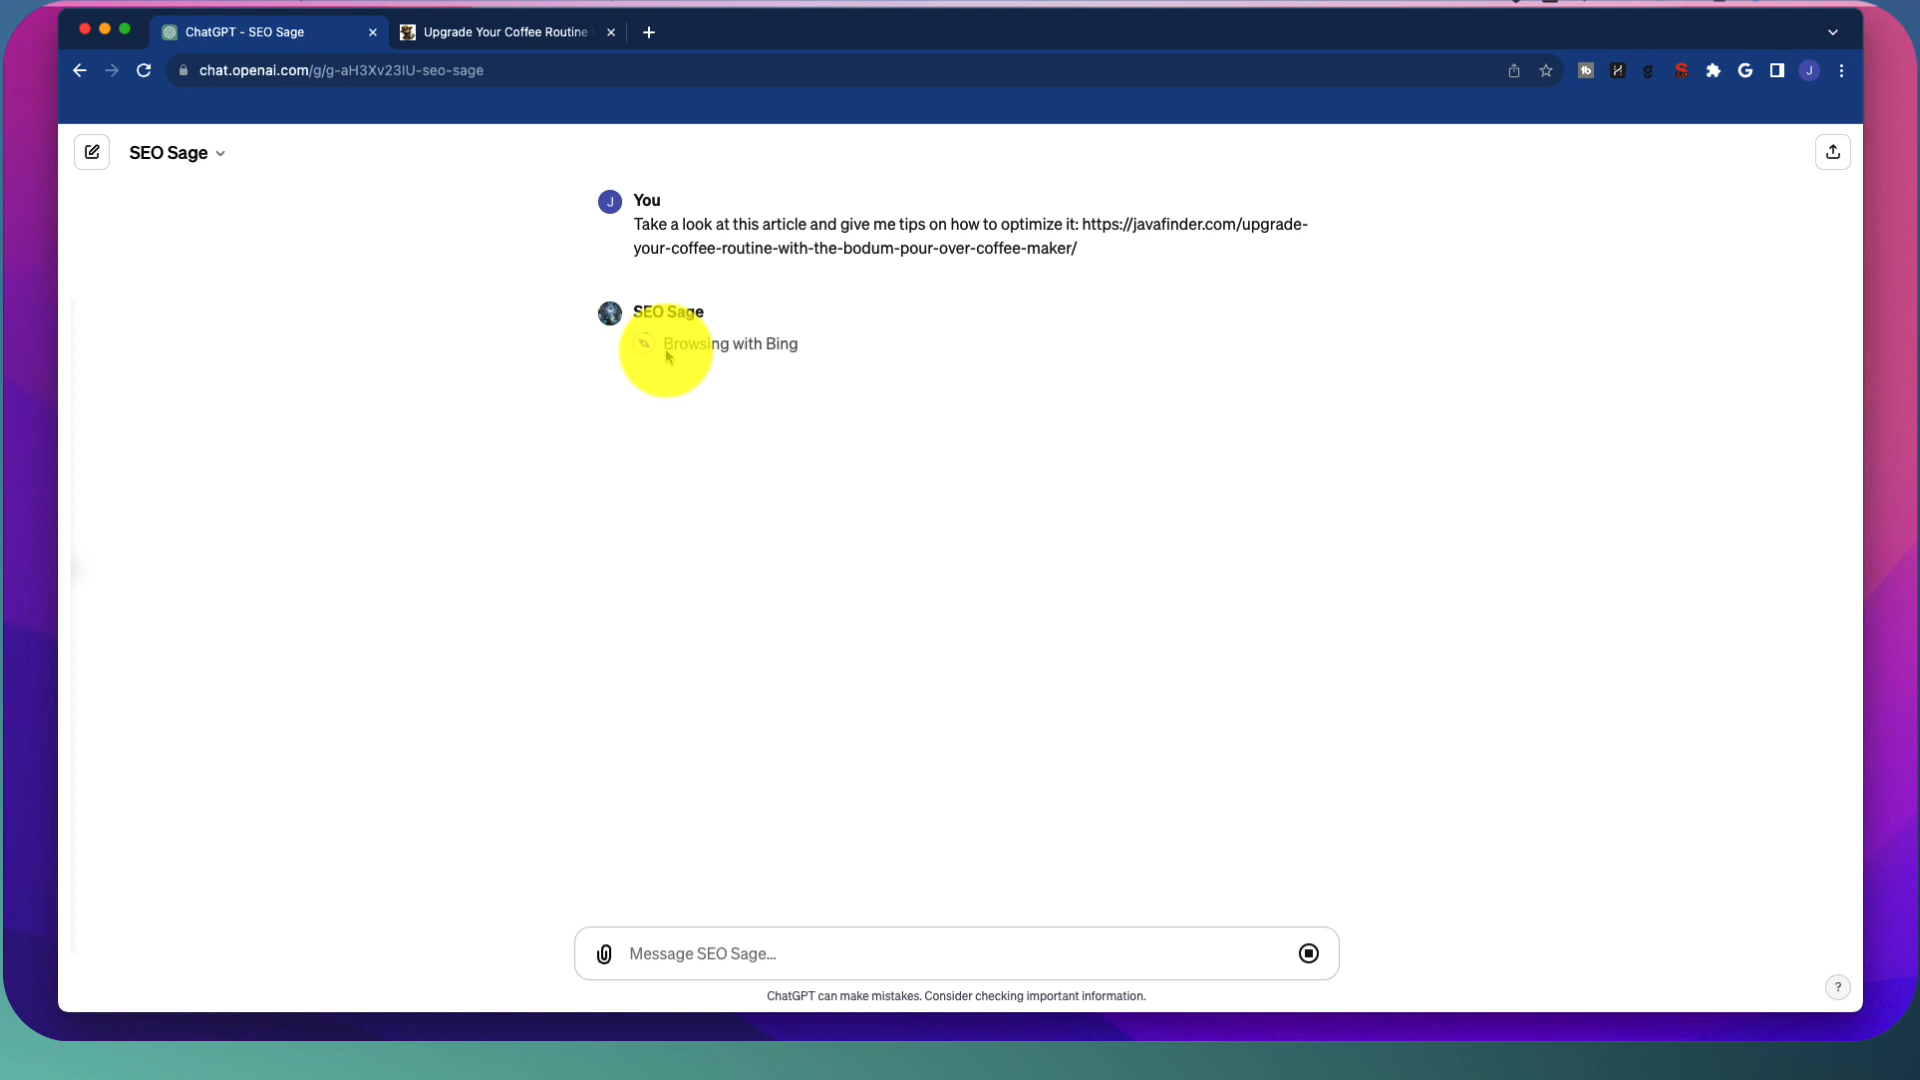 ChatGPT - SEO Sage
Upgrade Your Coffee Routine
chat.openai.com/g/g-aH3Xv23lU-seo-sage
tb
g
G
J
SEO Sage
J
You
Take a look at this article and give me tips on how to optimize it: https://javafinder.com/upgrade-
your-coffee-routine-with-the-bodum-pour-over-coffee-maker/
SEO Sage
Browsing with Bing
Message SEO Sage...
ChatGPT can make mistakes. Consider checking important information.
?